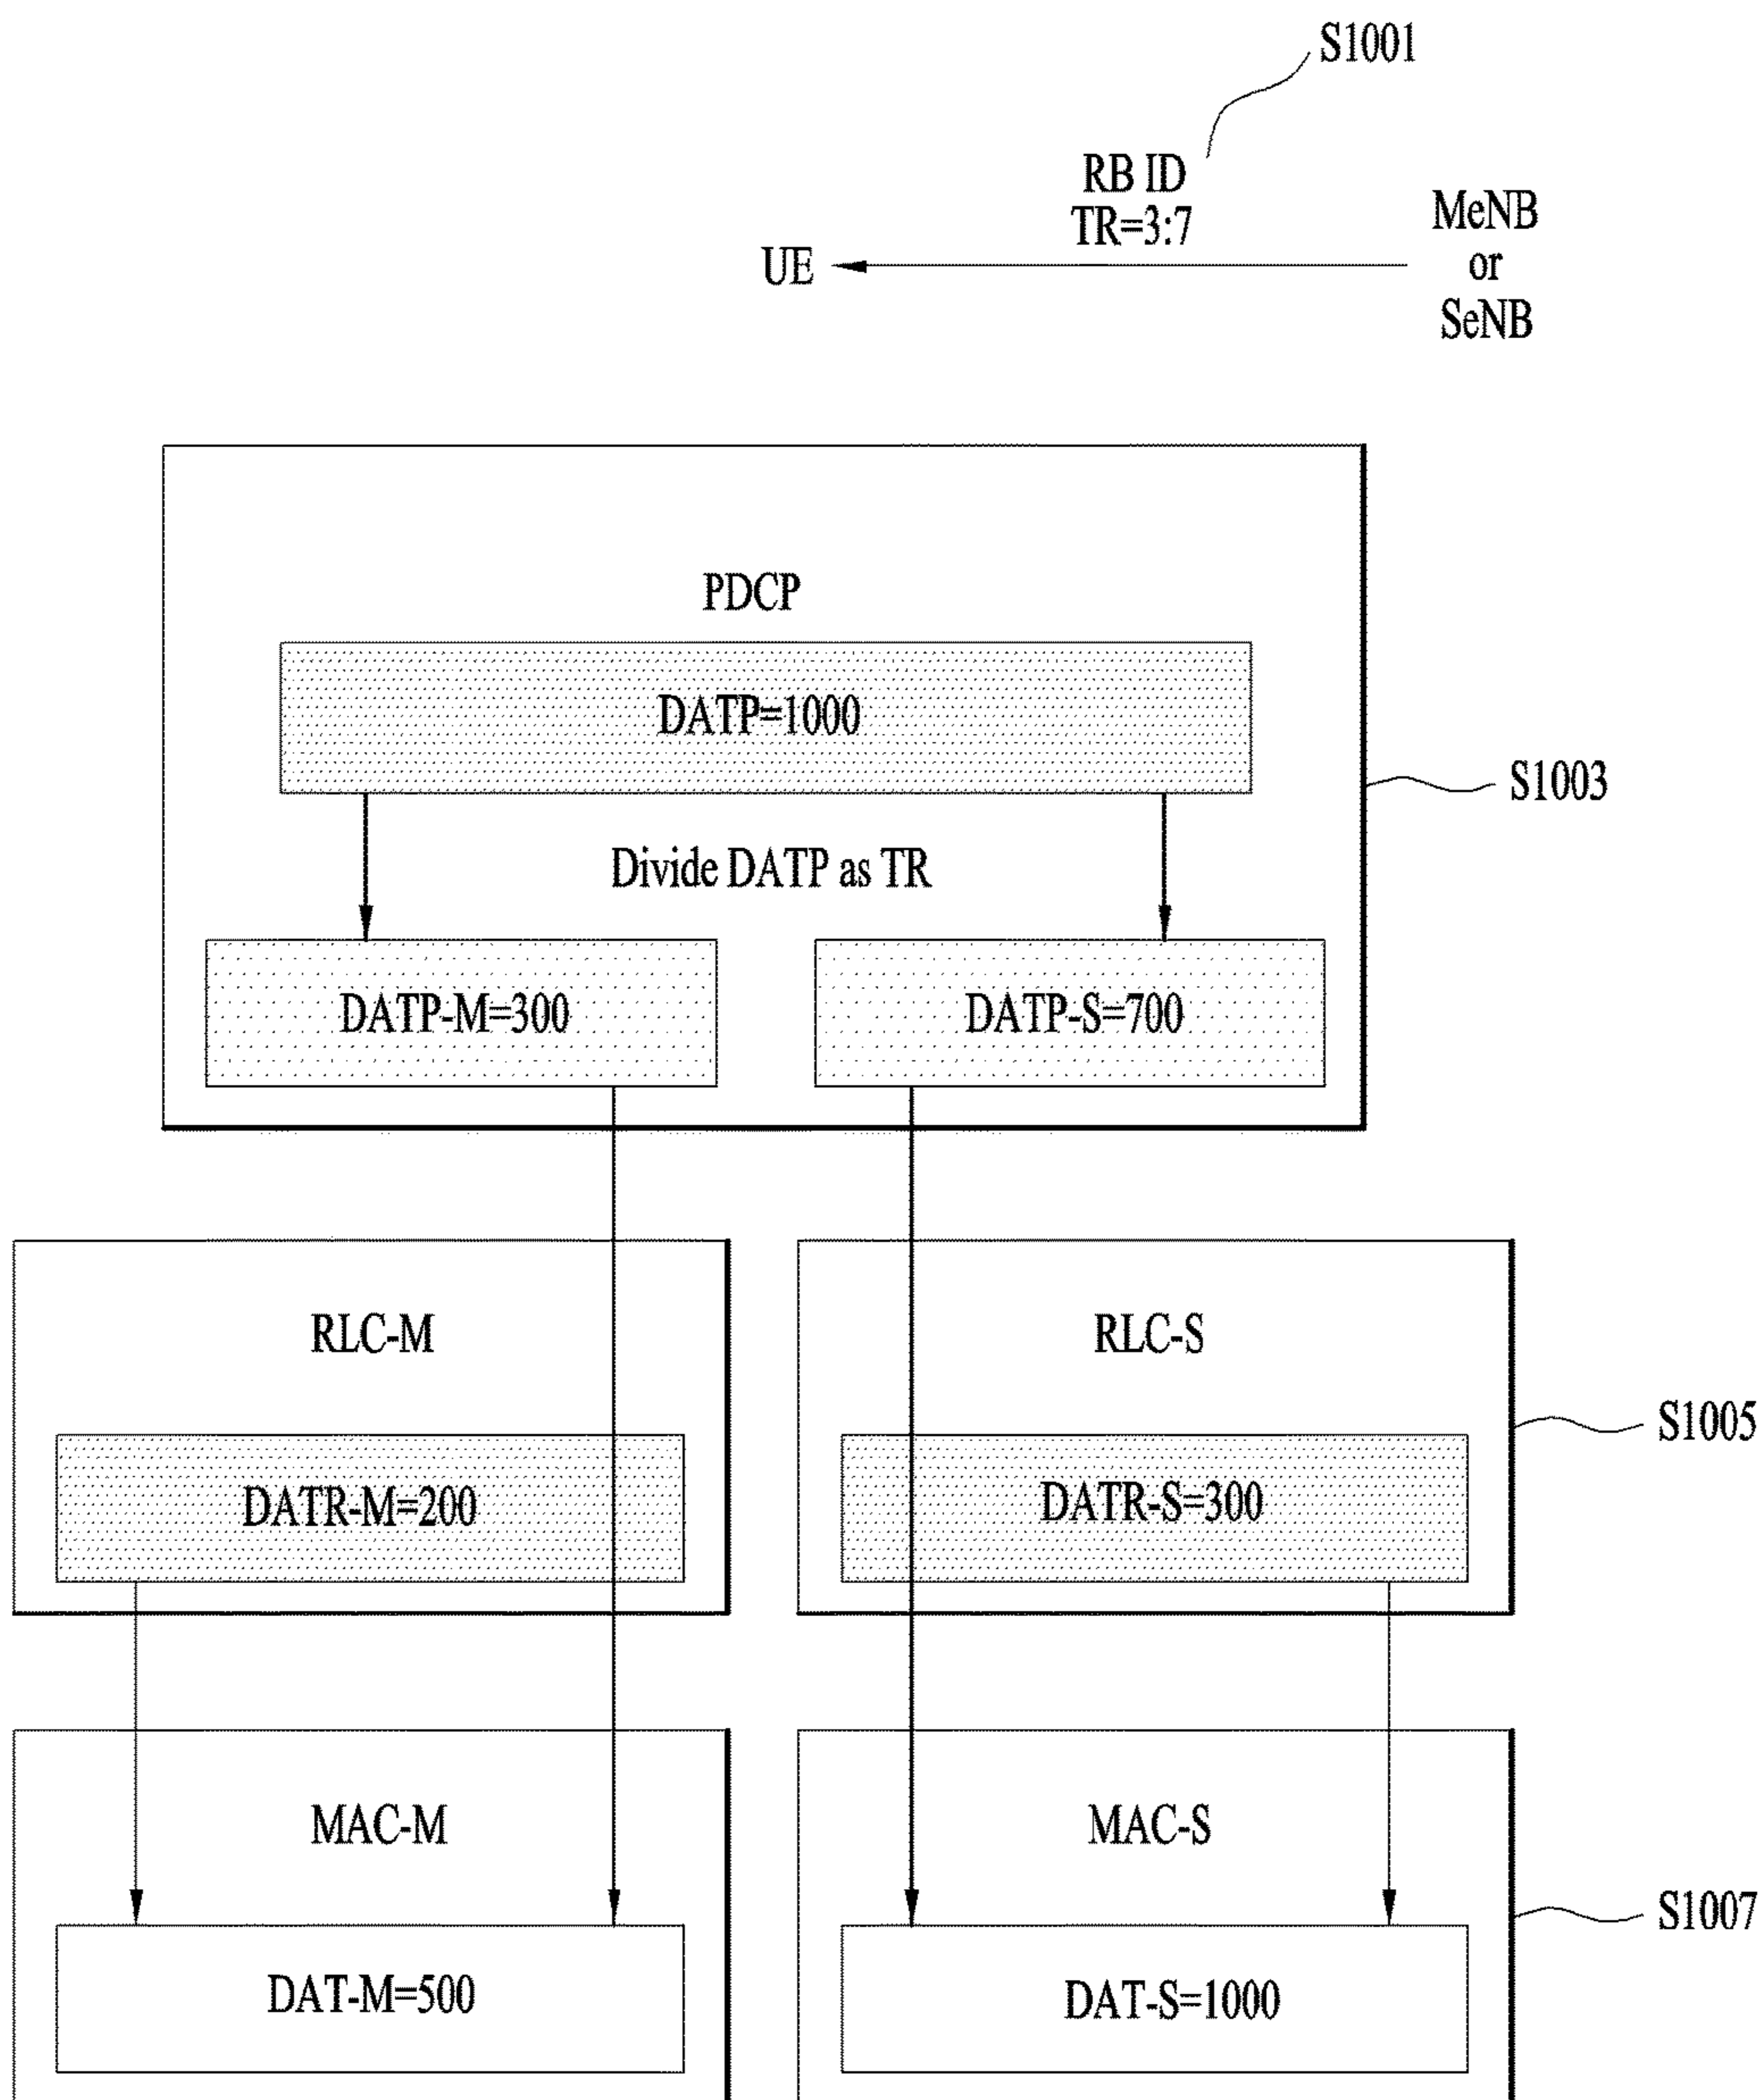 S1001
RB ID
TR=3:7
UE
MeNB
or
SeNB
PDCP
DATP=1000
S1003
Divide DATP as TR
DATP-M=300
DATP-S=700
RLC-M
RLC-S
S1005
DATR-M=200
DATR-S=300
MAC-M
MAC-S
S1007
DAT-M=500
DAT-S=1000